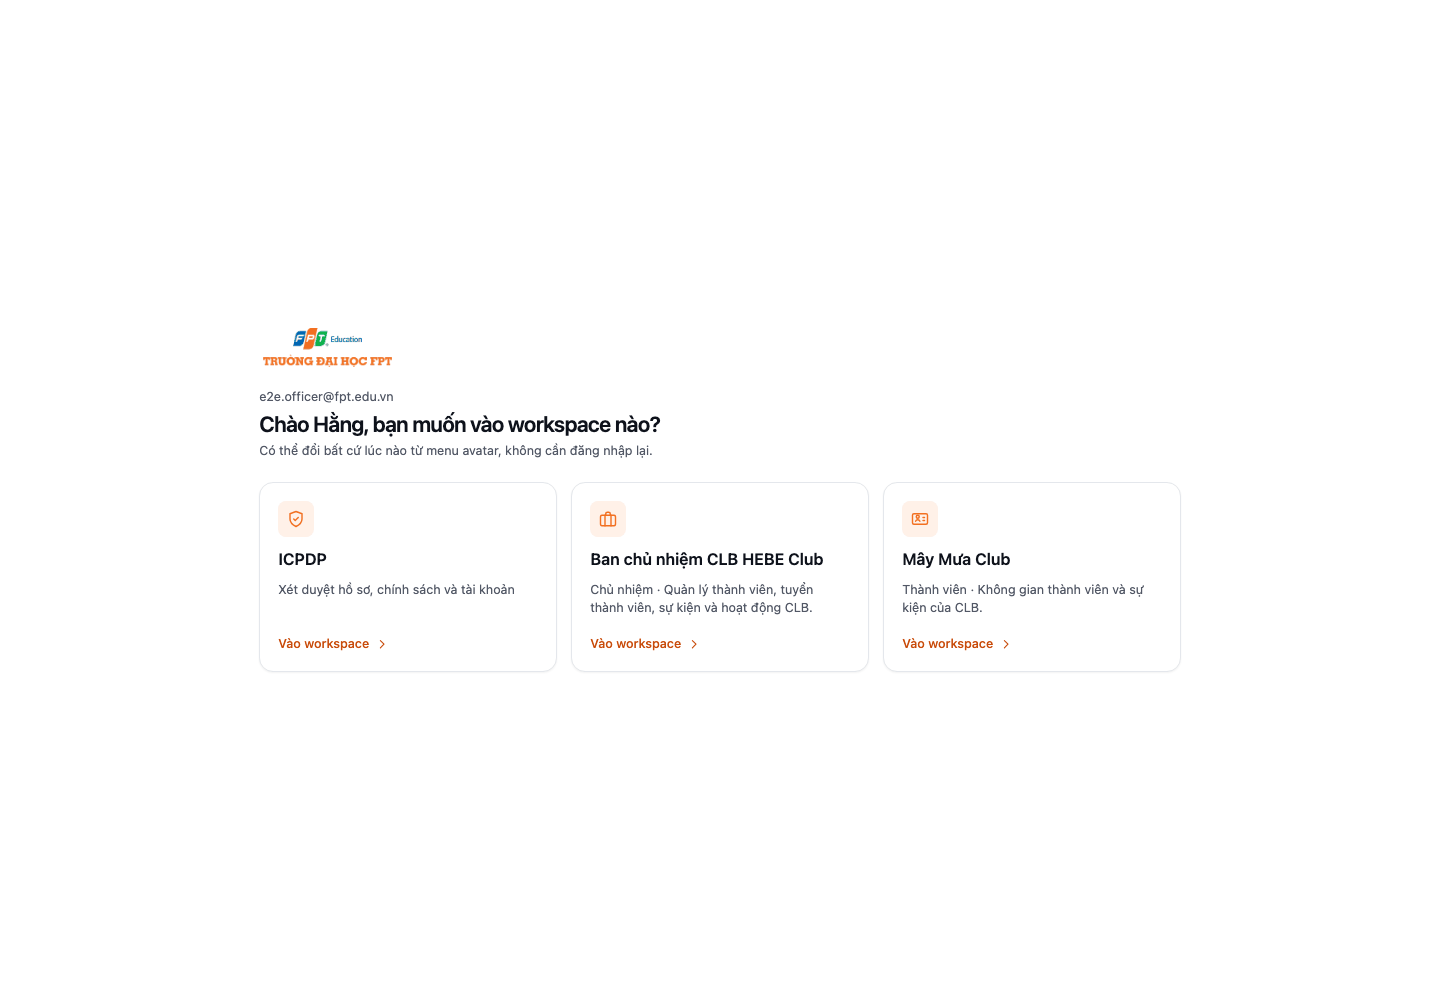 FPT Education
TRƯỜNG ĐẠI HỌC FPT
e2e.officer@fpt.edu.vn
Chào Hằng, bạn muốn vào workspace nào?
Có thể đổi bất cứ lúc nào từ menu avatar, không cần đăng nhập lại.
ICPDP
Xét duyệt hồ sơ, chính sách và tài khoản
Vào workspace
Ban chủ nhiệm CLB HEBE Club
Chủ nhiệm · Quản lý thành viên, tuyển
thành viên, sự kiện và hoạt động CLB.
Vào workspace
Mây Mưa Club
Thành viên · Không gian thành viên và sự
kiện của CLB.
Vào workspace